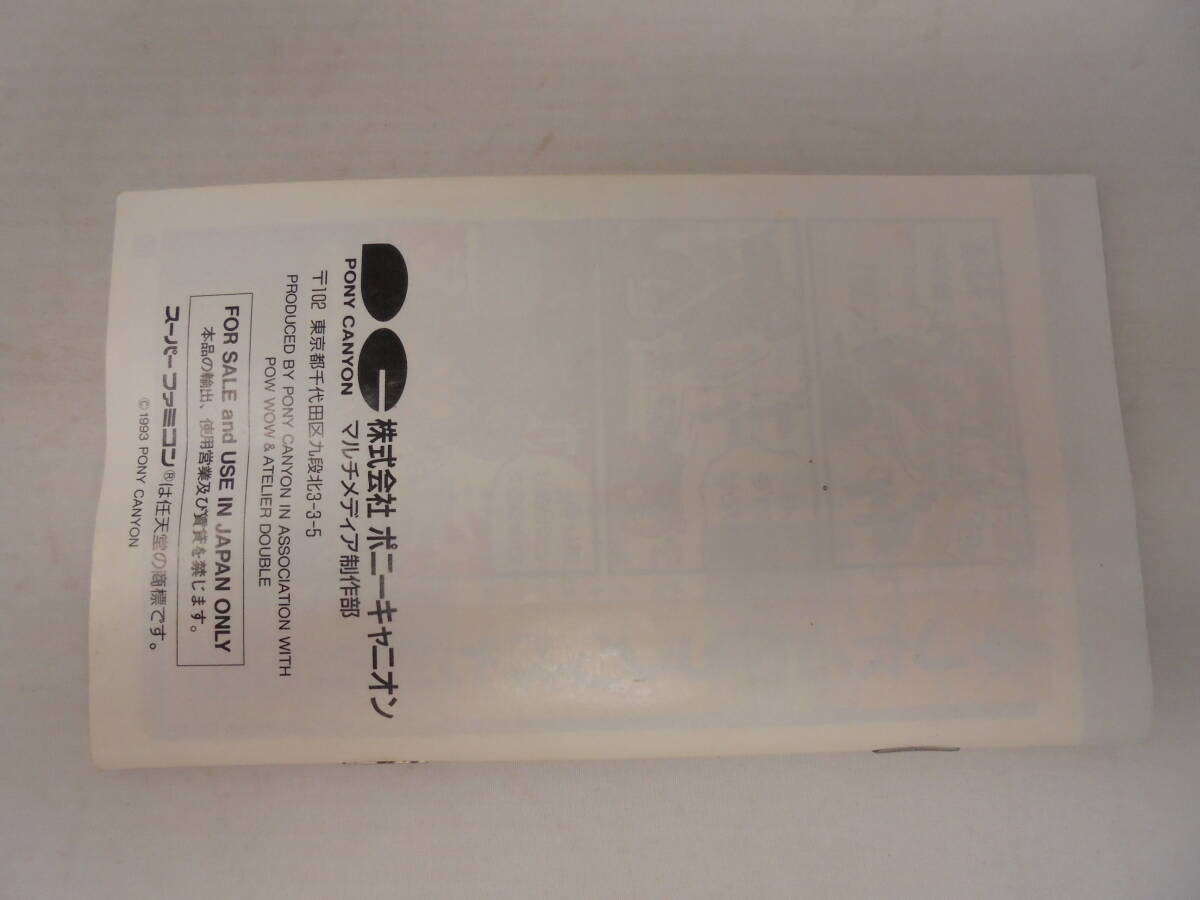 株式会社 ポニーキャニオン
PONY CANYON マルチメディア制作部
〒102 東京都千代田区九段北3-3-5
PRODUCED BY PONY CANYON IN ASSOCIATION WITH
POW WOW & ATELIER DOUBLE
FOR SALE and USE IN JAPAN ONLY
本品の輸出、使用営業及び賃貸を禁じます。
スーパーファミコン®は任天堂の商標です。
©1993 PONY CANYON